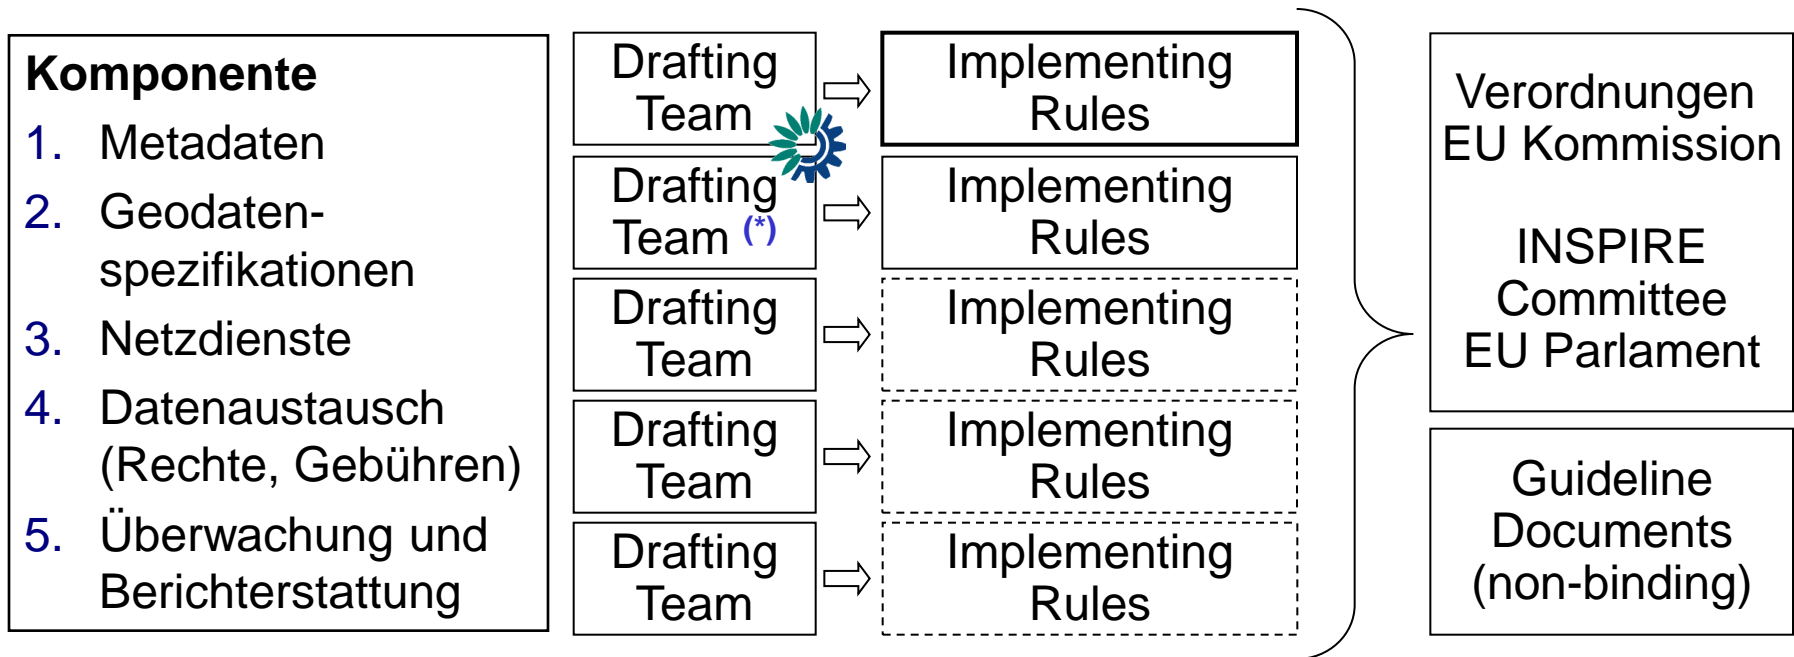 Komponente
1. Metadaten
2. Geodaten-
spezifikationen
3. Netzdienste
4. Datenaustausch
(Rechte, Gebühren)
5. Überwachung und
Berichterstattung
Drafting
Team
Implementing
Rules
Drafting
Team (*)
Implementing
Rules
Drafting
Team
Implementing
Rules
Drafting
Team
Implementing
Rules
Drafting
Team
Implementing
Rules
Verordnungen
EU Kommission
INSPIRE
Committee
EU Parlament
Guideline
Documents
(non-binding)